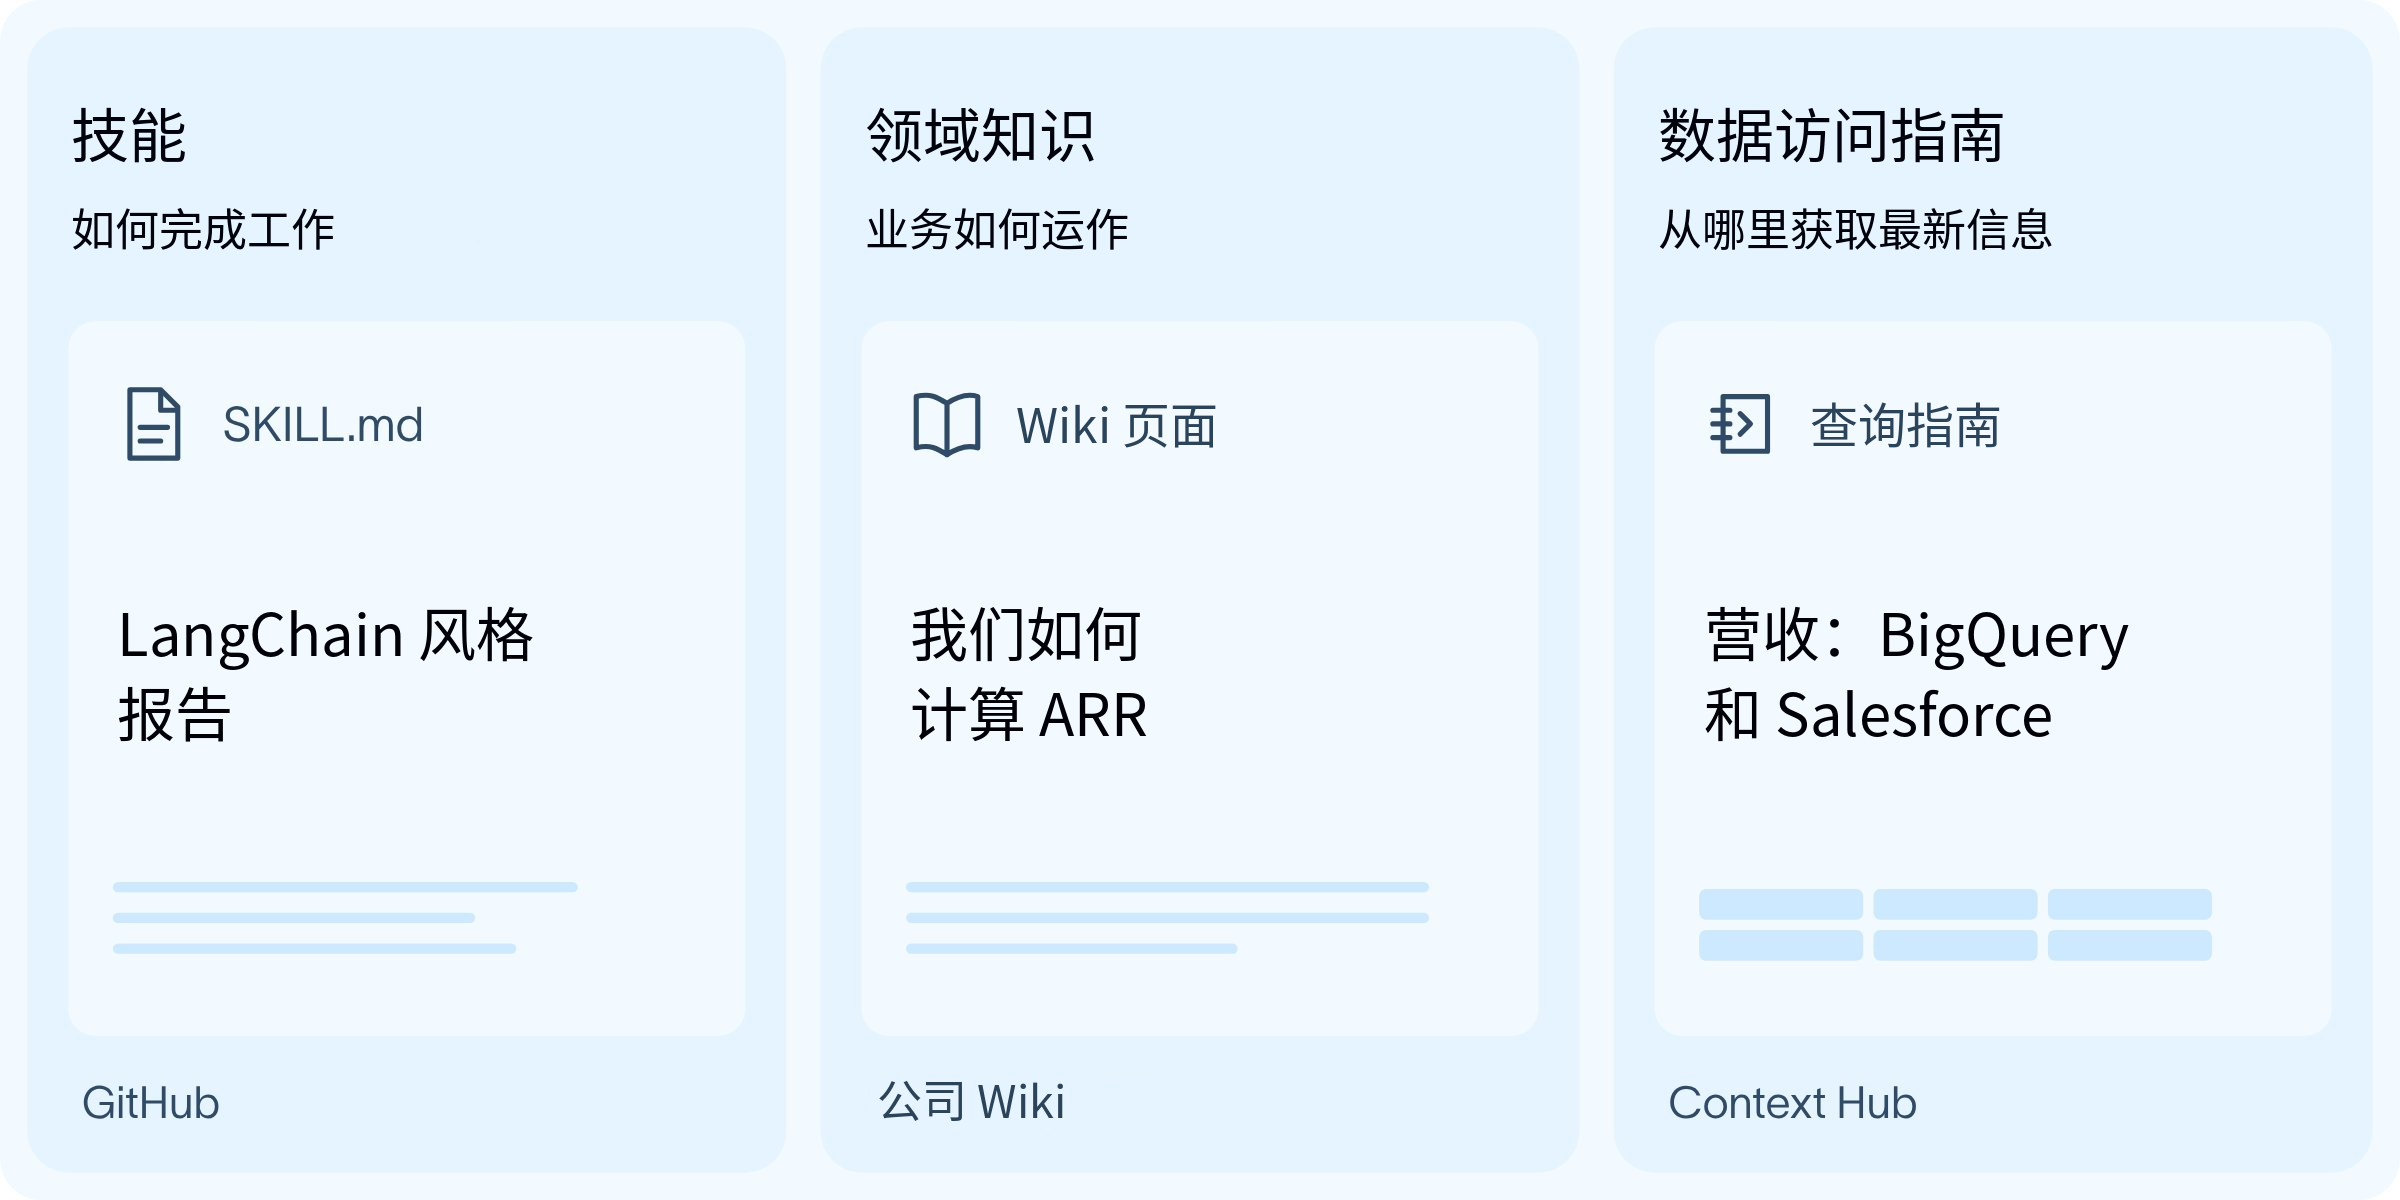 技能
如何完成工作
SKILL.md
LangChain 风格
报告
GitHub
领域知识
业务如何运作
Wiki 页面
我们如何
计算 ARR
公司 Wiki
数据访问指南
从哪里获取最新信息
查询指南
营收：BigQuery
和 Salesforce
Context Hub